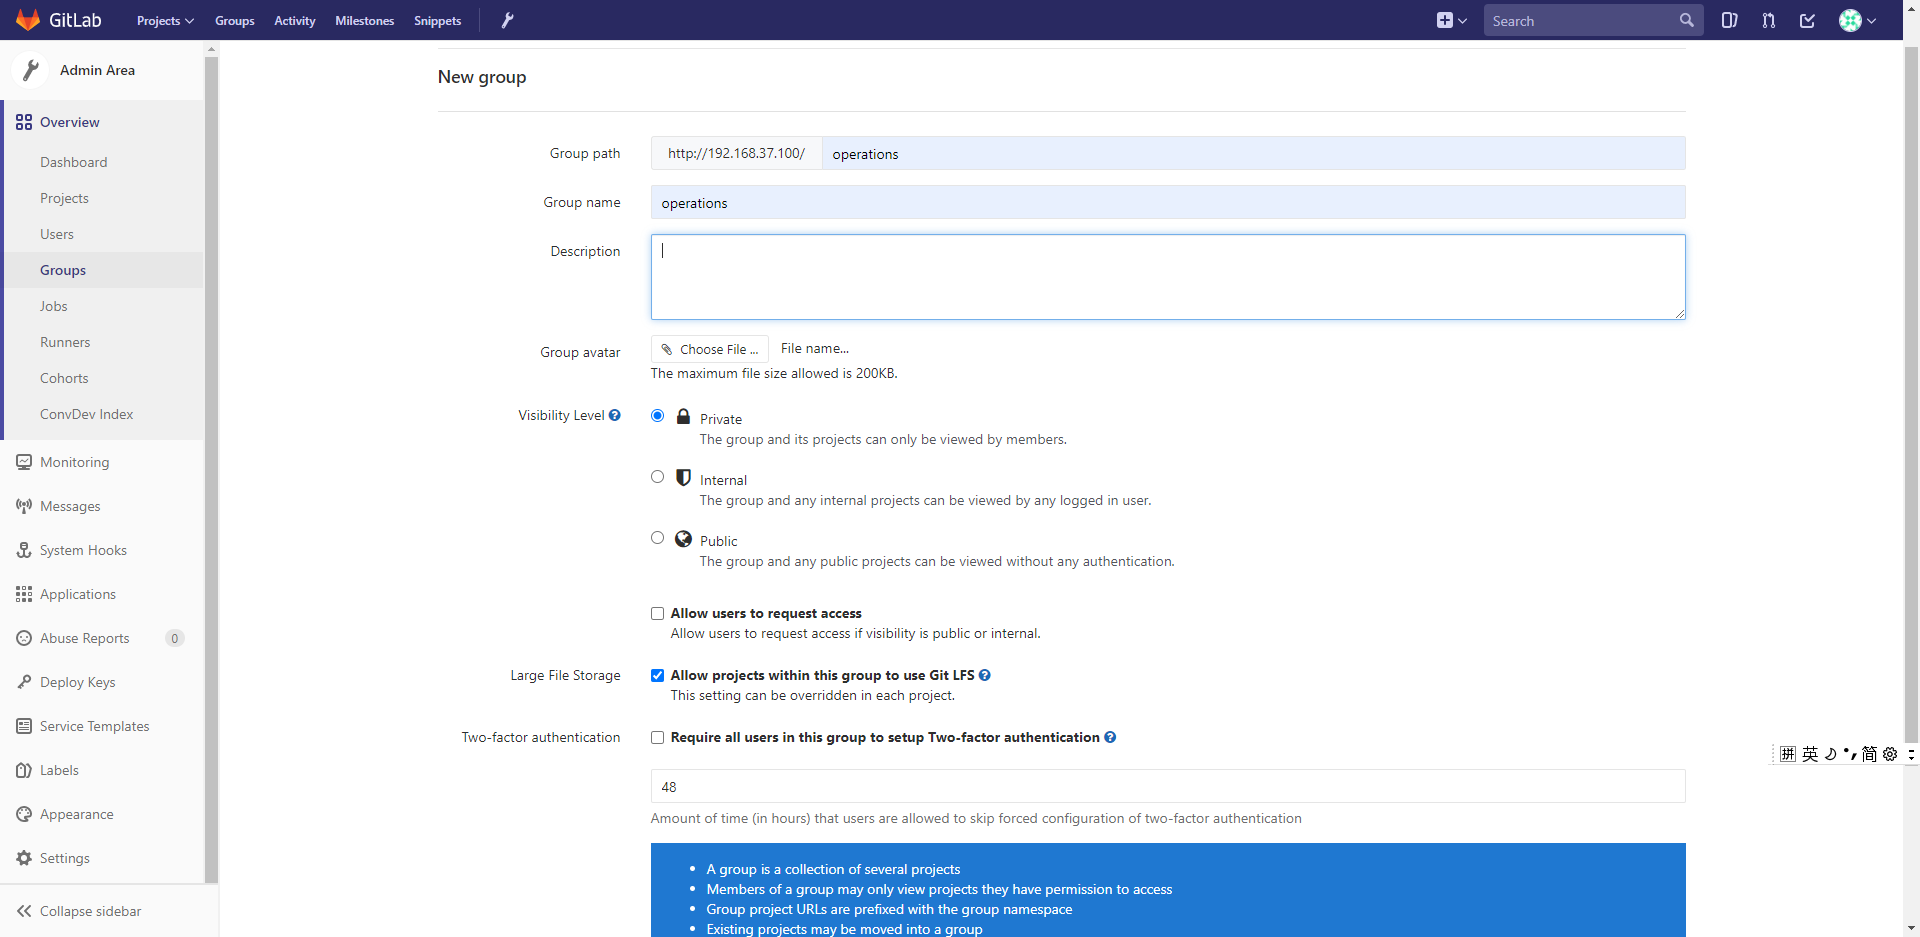 GitLab Projects Groups Activity Milestones Snippets Search
Admin Area
Overview
Dashboard
Projects
Users
Groups
Jobs
Runners
Cohorts
ConvDev Index
Monitoring
Messages
System Hooks
Applications
Abuse Reports 0
Deploy Keys
Service Templates
Labels
Appearance
Settings
Collapse sidebar
New group
Group path http://192.168.37.100/ operations
Group name operations
Description
Group avatar Choose File ... File name...
The maximum file size allowed is 200KB.
Visibility Level
Private
The group and its projects can only be viewed by members.
Internal
The group and any internal projects can be viewed by any logged in user.
Public
The group and any public projects can be viewed without any authentication.
Allow users to request access
Allow users to request access if visibility is public or internal.
Large File Storage Allow projects within this group to use Git LFS
This setting can be overridden in each project.
Two-factor authentication Require all users in this group to setup Two-factor authentication
48
Amount of time (in hours) that users are allowed to skip forced configuration of two-factor authentication
• A group is a collection of several projects
• Members of a group may only view projects they have permission to access
• Group project URLs are prefixed with the group namespace
• Existing projects may be moved into a group
拼 英 简